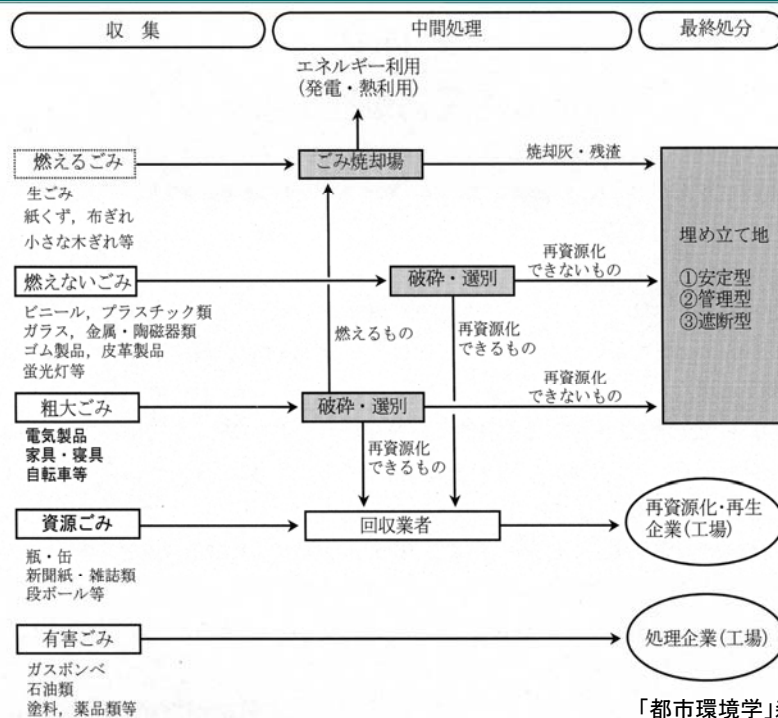 収 集
中間処理
最終処分
エネルギー利用
(発電・熱利用)
燃えるごみ
ごみ焼却場
焼却灰・残渣
生ごみ
紙くず，布ぎれ
小さな木ぎれ等
埋め立て地
①安定型
②管理型
③遮断型
燃えないごみ
破砕・選別
再資源化
できないもの
ビニール，プラスチック類
ガラス，金属・陶磁器類
ゴム製品，皮革製品
蛍光灯等
燃えるもの
再資源化
できるもの
粗大ごみ
破砕・選別
再資源化
できないもの
電気製品
家具・寝具
自転車等
再資源化
できるもの
資源ごみ
回収業者
再資源化・再生
企業(工場)
瓶・缶
新聞紙・雑誌類
段ボール等
有害ごみ
処理企業(工場)
ガスボンベ
石油類
塗料，薬品類等
「都市環境学」